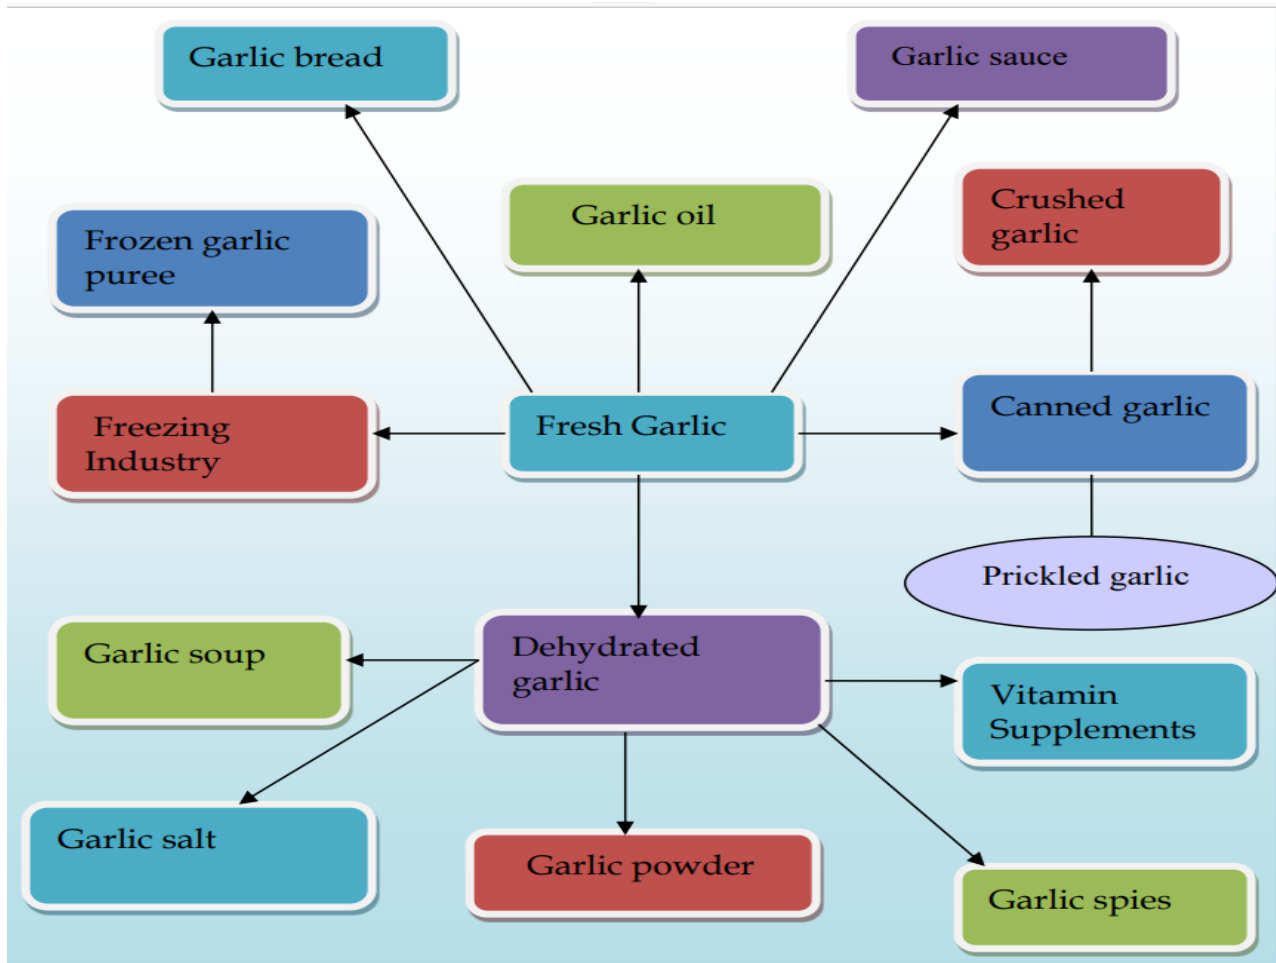 Garlic bread
Garlic sauce
Garlic oil
Crushed
garlic
Frozen garlic
puree
Freezing
Industry
Fresh Garlic
Canned garlic
Prickled garlic
Garlic soup
Dehydrated
garlic
Vitamin
Supplements
Garlic salt
Garlic powder
Garlic spies